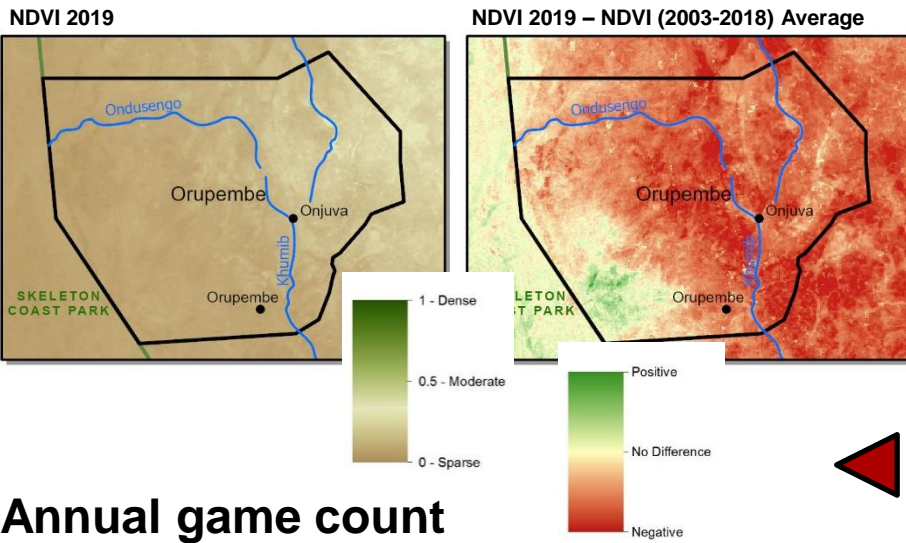 NDVI 2019
Ondusengo
Orupembe
Onjuva
Khumib
Orupembe
SKELETON
COAST PARK
1 - Dense
0.5 - Moderate
0 - Sparse
NDVI 2019 – NDVI (2003-2018) Average
Ondusengo
Orupembe
Onjuva
Khumib
Orupembe
LETON
ST PARK
Positive
No Difference
Negative
Annual game count